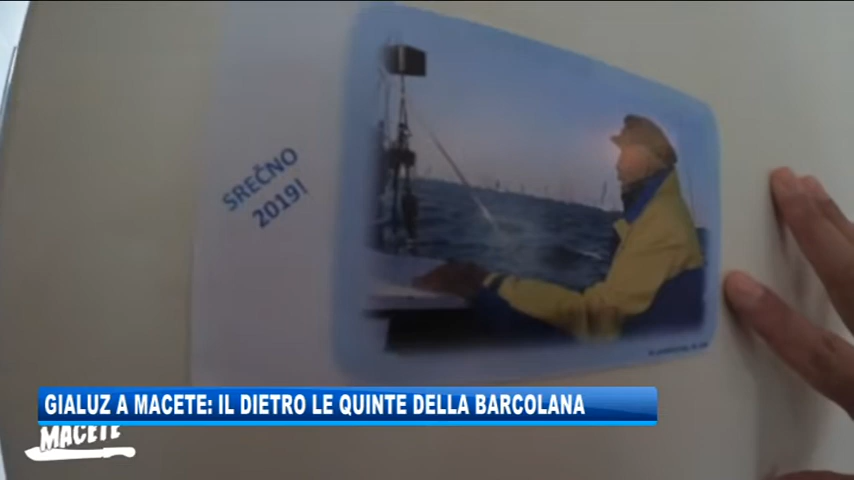 SREČNO
2019!
GIALUZ A MACETE: IL DIETRO LE QUINTE DELLA BARCOLANA
MACETE